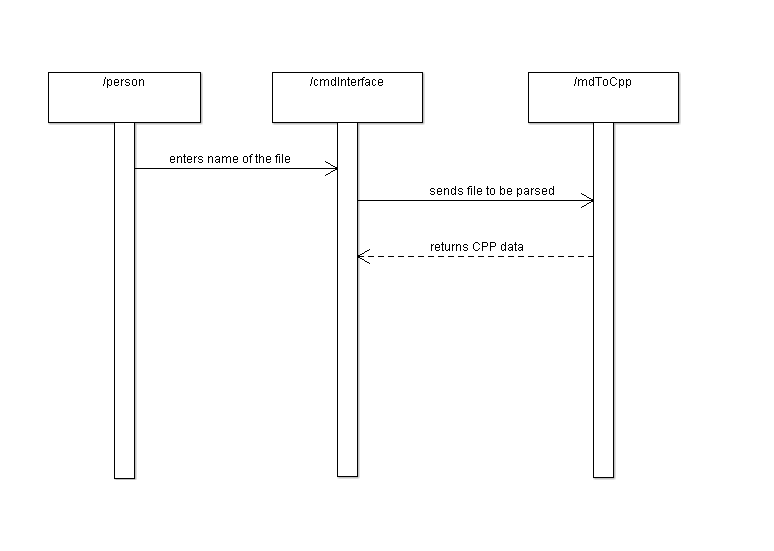 /person
/cmdInterface
/mdToCpp
enters name of the file
sends file to be parsed
returns CPP data